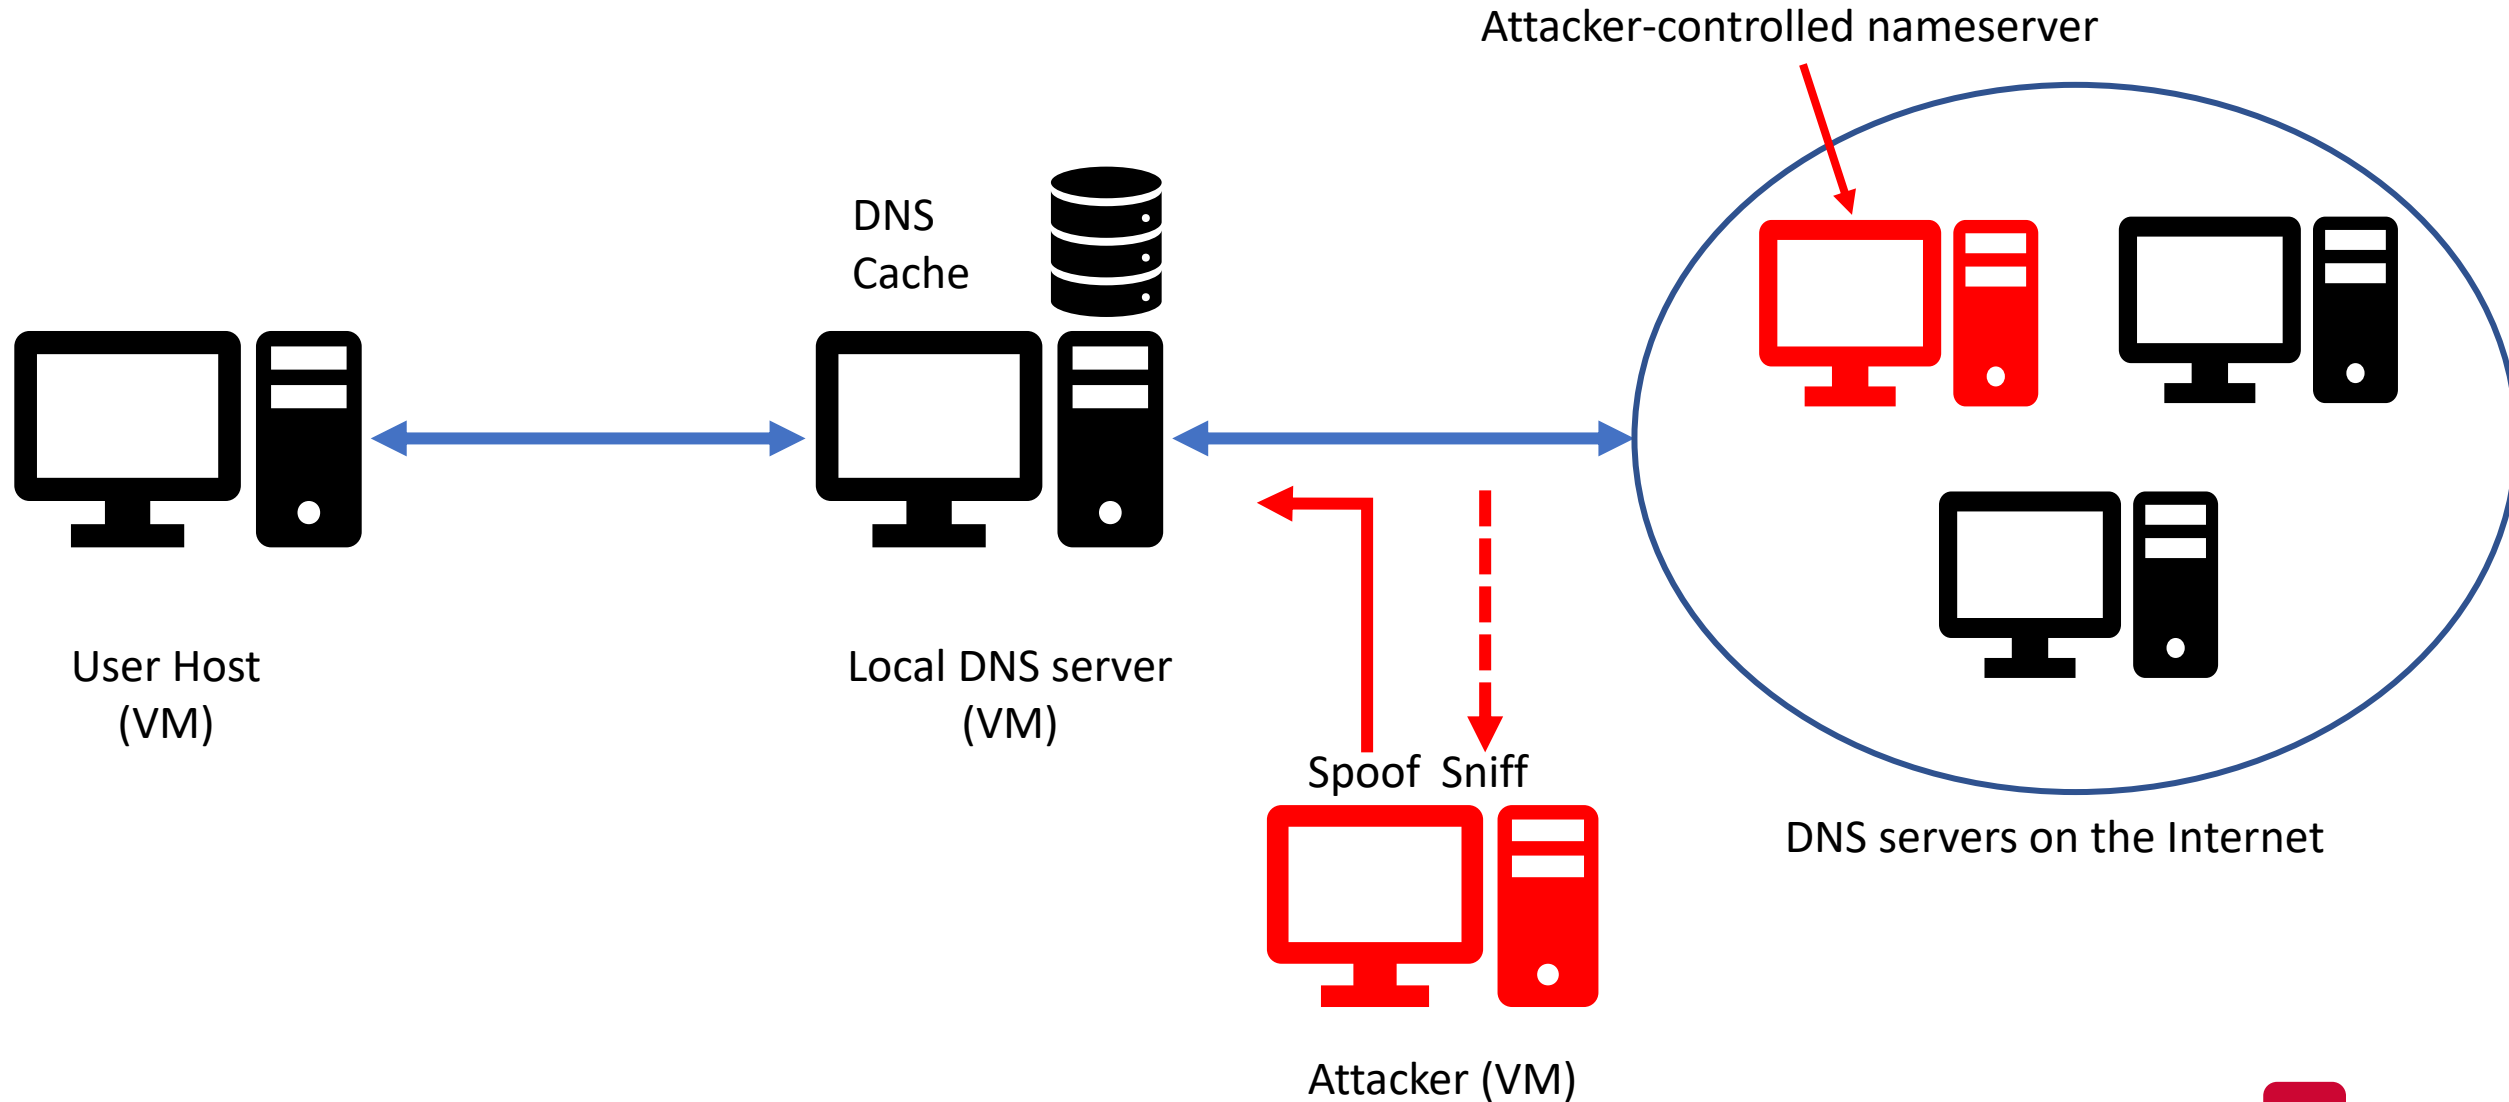 Attacker-controlled nameserver
DNS
Cache
User Host
(VM)
Local DNS server
(VM)
Spoof Sniff
DNS servers on the Internet
Attacker (VM)